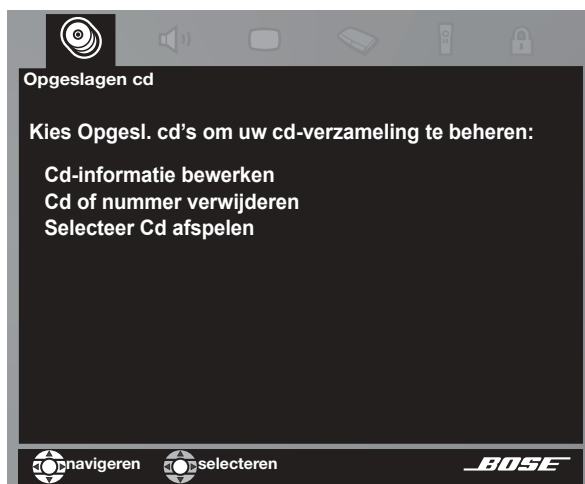 Opgeslagen cd
Kies Opgesl. cd's om uw cd-verzameling te beheren:
Cd-informatie bewerken
Cd of nummer verwijderen
Selecteer Cd afspelen
navigeren selecteren BOSE